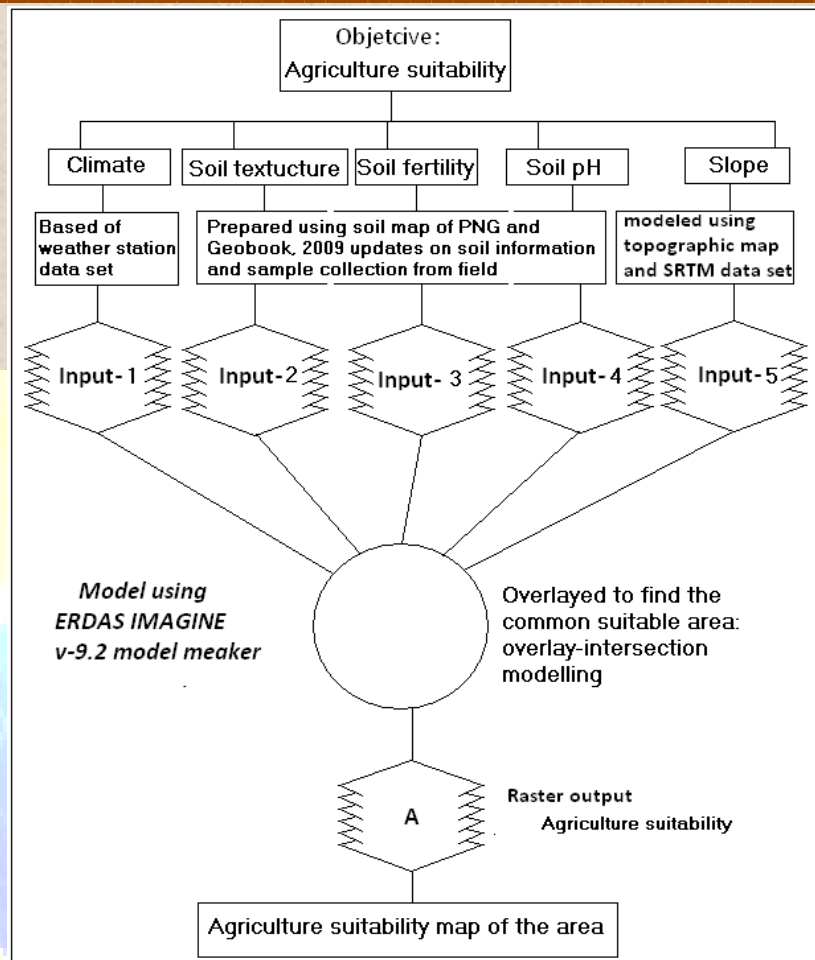 Objetcive:
Agriculture suitability
Climate
Soil textucture
Soil fertility
Soil pH
Slope
Based of
weather station
data set
Prepared using soil map of PNG and
Geobook, 2009 updates on soil information
and sample collection from field
modeled using
topographic map
and SRTM data set
Input-1
Input-2
Input- 3
Input-4
Input-5
Model using
ERDAS IMAGINE
v-9.2 model meaker
Overlayed to find the
common suitable area:
overlay-intersection
modelling
A
Raster output
Agriculture suitability
Agriculture suitability map of the area